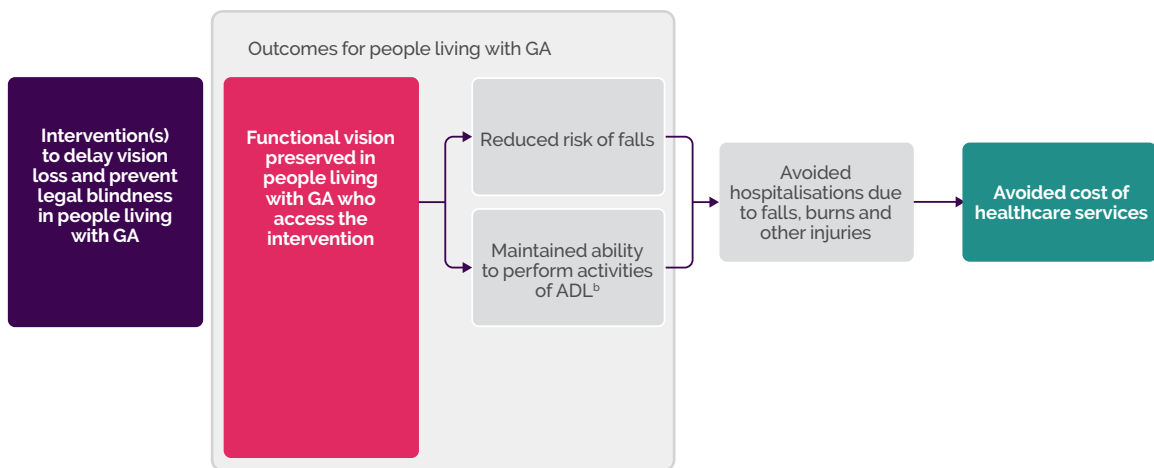 Outcomes for people living with GA
Intervention(s)
to delay vision
loss and prevent
legal blindness
in people living
with GA
Functional vision
preserved in
people living
with GA who
access the
intervention
Reduced risk of falls
Maintained ability
to perform activities
of ADLᵇ
Avoided
hospitalisations due
to falls, burns and
other injuries
Avoided cost of
healthcare services